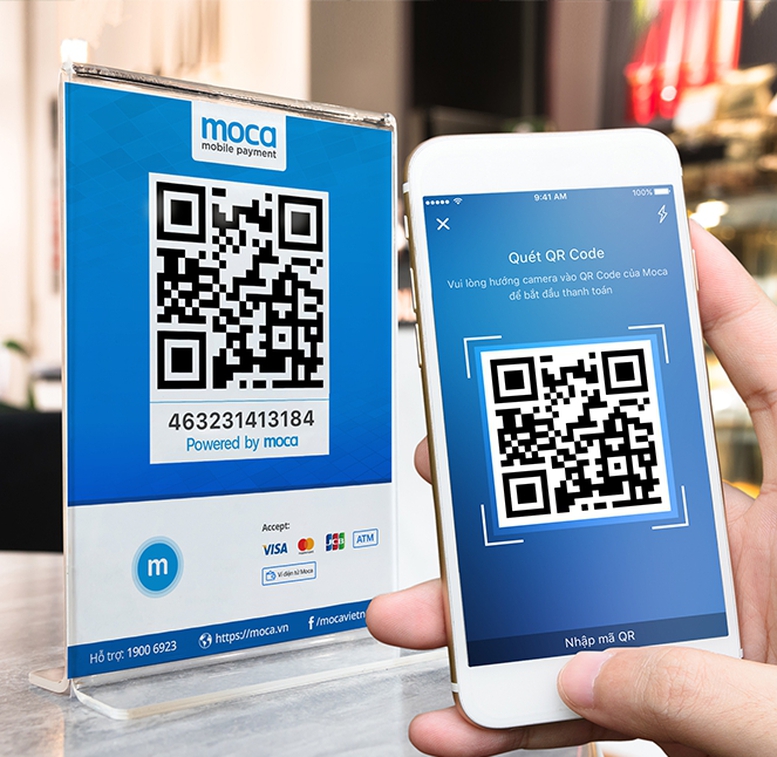 moca
mobile payment
463231413184
Powered by moca
Accept:
VISA
JCB
ATM
Ví điện tử Moca
m
Hỗ trợ: 1900 6923
https://moca.vn
/mocavietn
9:41 AM
100%
Quét QR Code
Vui lòng hướng camera vào QR Code của Moca
để bắt đầu thanh toán
Nhập mã QR